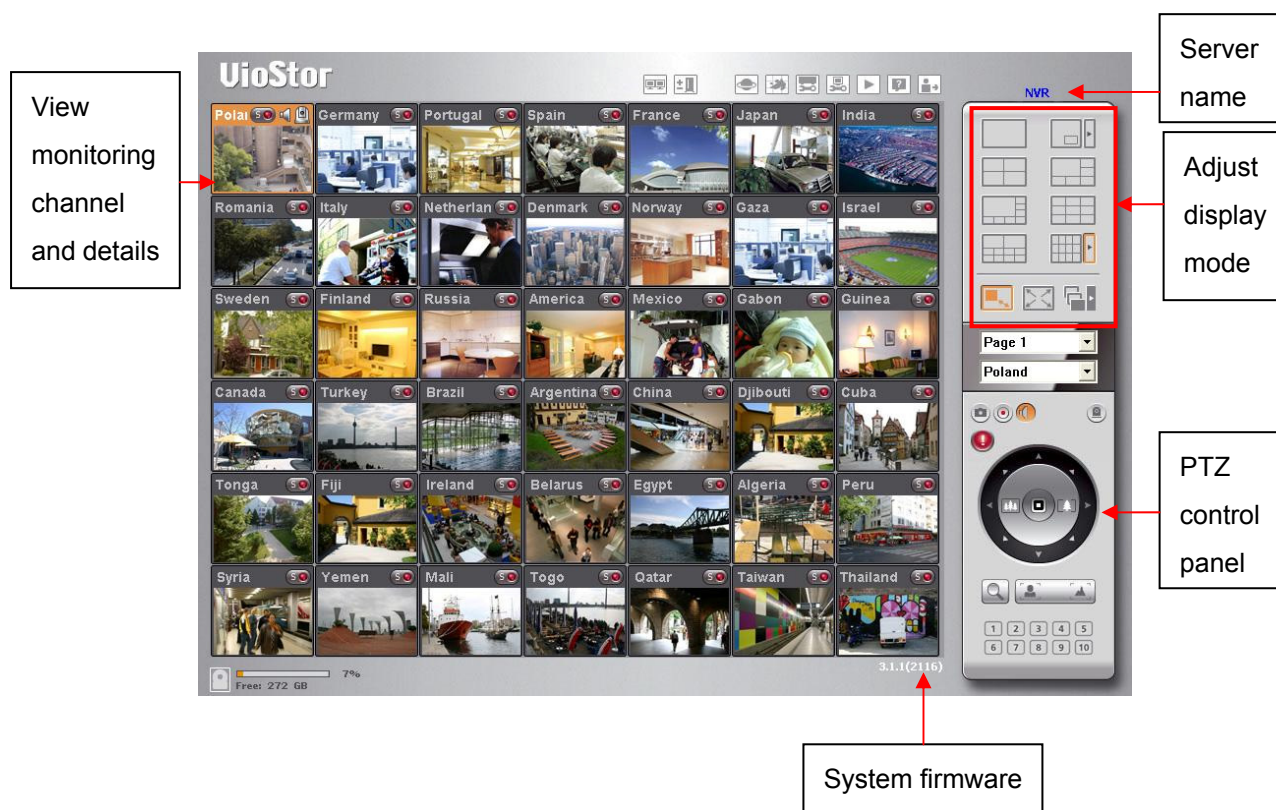 Server
name
View
monitoring
channel
and details
Adjust
display
mode
PTZ
control
panel
System firmware
VioStor
NVR
Polar
Germany
Portugal
Spain
France
Japan
India
Romania
Italy
Netherlan
Denmark
Norway
Gaza
Israel
Sweden
Finland
Russia
America
Mexico
Gabon
Guinea
Canada
Turkey
Brazil
Argentina
China
Djibouti
Cuba
Tonga
Fiji
Ireland
Belarus
Egypt
Algeria
Peru
Syria
Yemen
Mali
Togo
Qatar
Taiwan
Thailand
Page 1
Poland
1 2 3 4 5
6 7 8 9 10
7%
Free: 272 GB
3.1.1(2116)